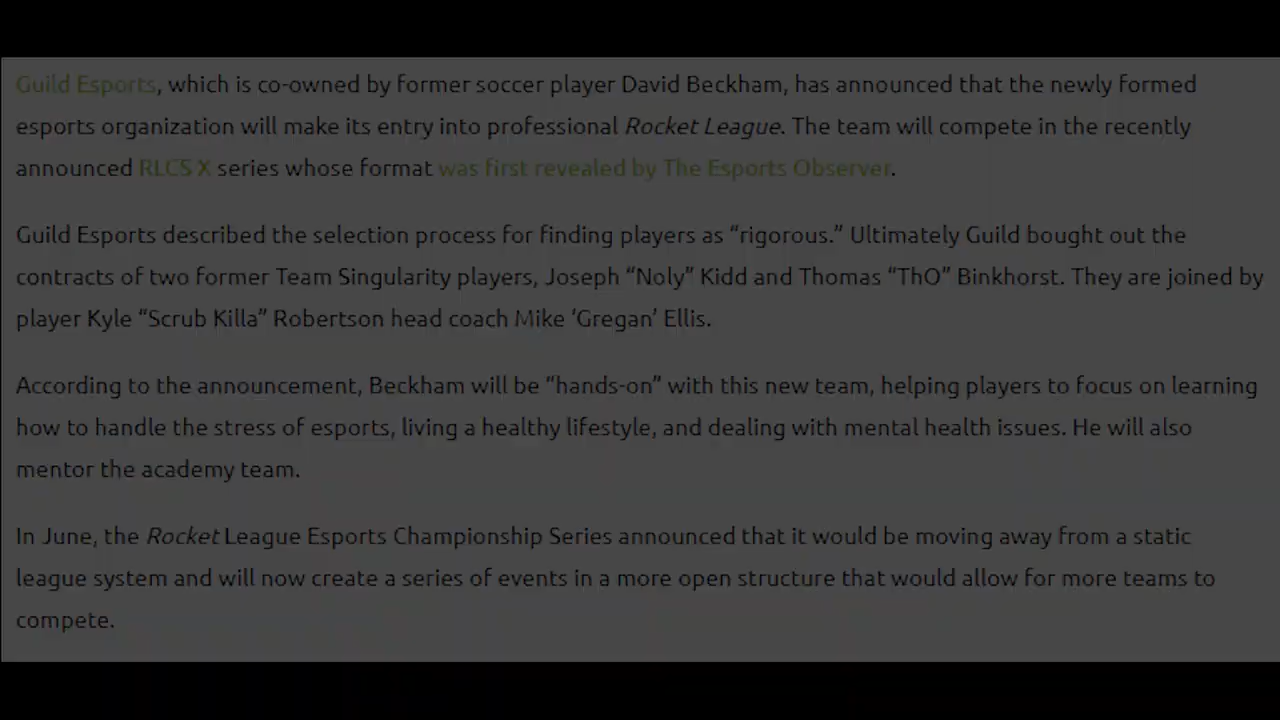 Guild Esports, which is co-owned by former soccer player David Beckham, has announced that the newly formed
esports organization will make its entry into professional Rocket League. The team will compete in the recently
announced RLCS X series whose format was first revealed by The Esports Observer.
Guild Esports described the selection process for finding players as “rigorous.” Ultimately Guild bought out the
contracts of two former Team Singularity players, Joseph “Noly” Kidd and Thomas “ThO” Binkhorst. They are joined by
player Kyle “Scrub Killa” Robertson head coach Mike ‘Gregan’ Ellis.
According to the announcement, Beckham will be “hands-on” with this new team, helping players to focus on learning
how to handle the stress of esports, living a healthy lifestyle, and dealing with mental health issues. He will also
mentor the academy team.
In June, the Rocket League Esports Championship Series announced that it would be moving away from a static
league system and will now create a series of events in a more open structure that would allow for more teams to
compete.